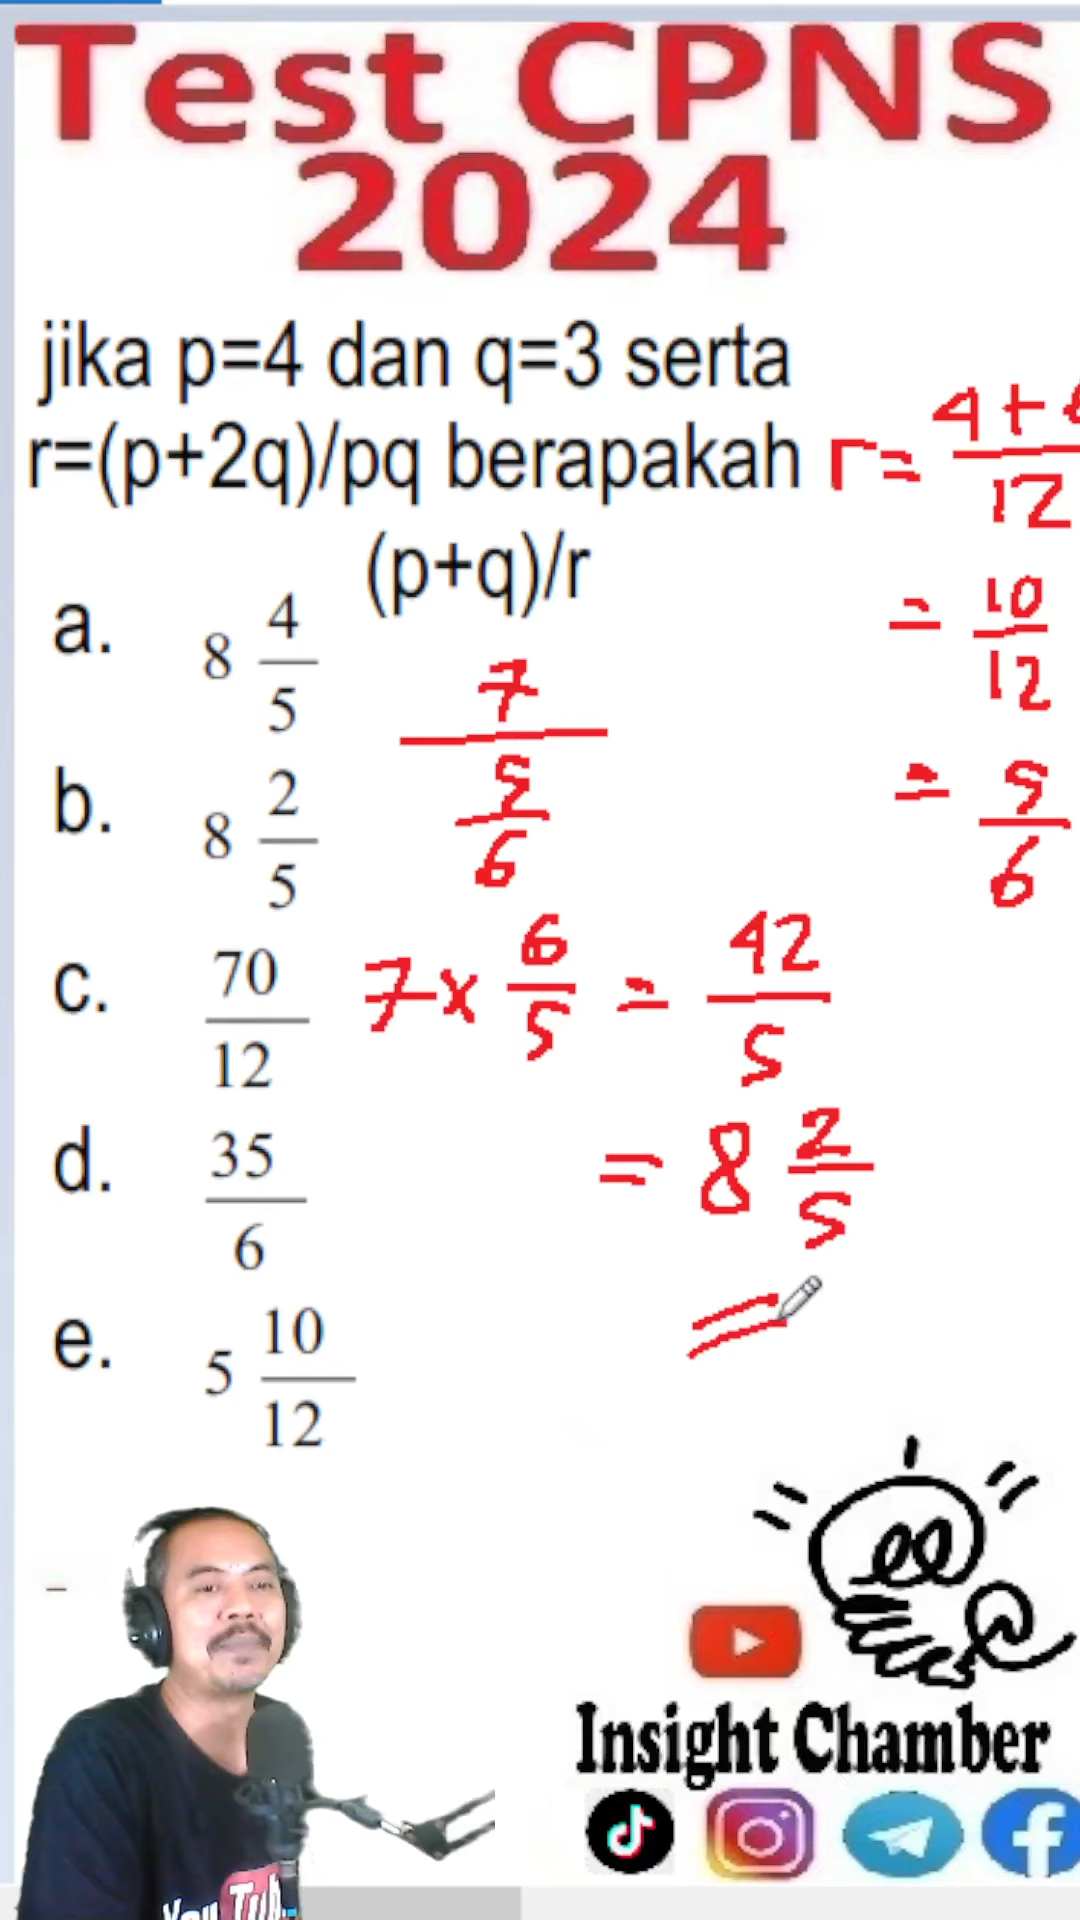 Test CPNS
2024
jika p=4 dan q=3 serta
r=(p+2q)/pq berapakah
(p+q)/r
a. 8 4/5
b. 8 2/5
c. 70/12
d. 35/6
e. 5 10/12
r= 4+
12
= 10/12
= 5/6
7
5/6
7x 6/5 = 42/5
= 8 2/5
Insight Chamber
You Tub